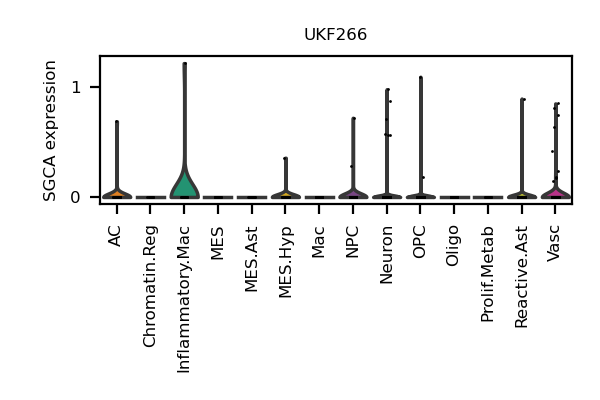 UKF266
SGCA expression
1
0
AC
Chromatin.Reg
Inflammatory.Mac
MES
MES.Ast
MES.Hyp
Mac
NPC
Neuron
OPC
Oligo
Prolif.Metab
Reactive.Ast
Vasc